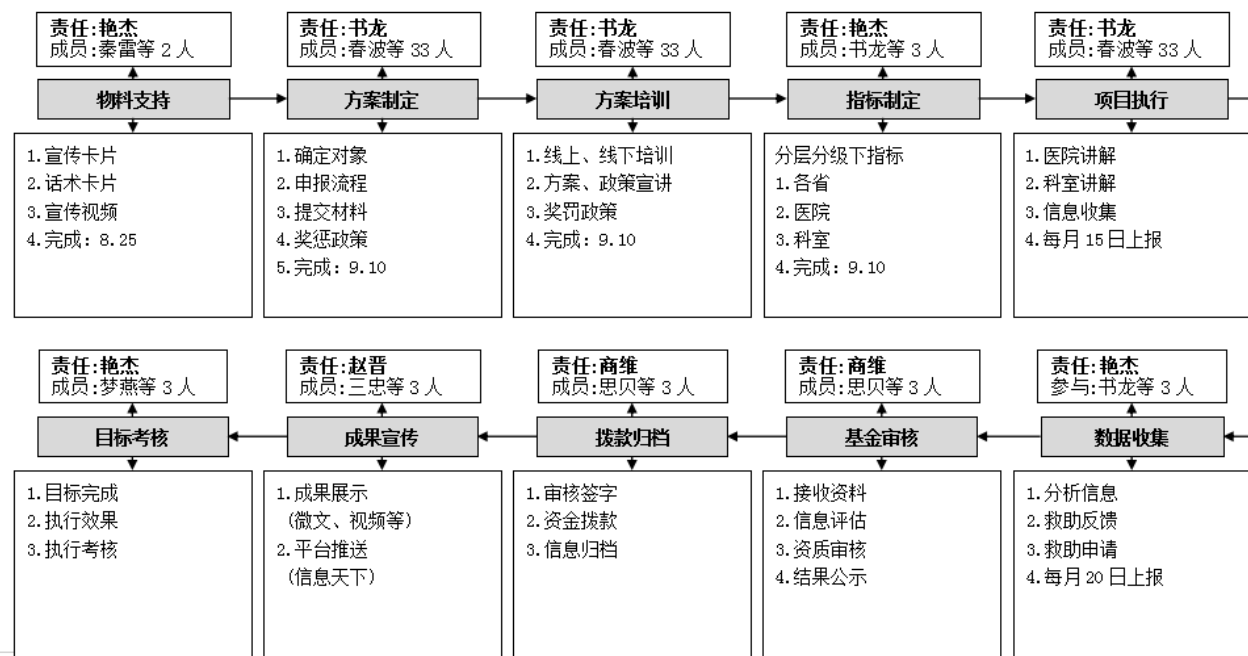 责任:艳杰
成员:秦雷等 2 人
物料支持
1.宣传卡片
2.话术卡片
3.宣传视频
4.完成：8.25
责任:书龙
成员:春波等 33 人
方案制定
1.确定对象
2.申报流程
3.提交材料
4.奖惩政策
5.完成：9.10
责任:书龙
成员:春波等 33 人
方案培训
1.线上、线下培训
2.方案、政策宣讲
3.奖罚政策
4.完成：9.10
责任:艳杰
成员:书龙等 3 人
指标制定
分层分级下指标
1.各省
2.医院
3.科室
4.完成：9.10
责任:书龙
成员:春波等 33 人
项目执行
1.医院讲解
2.科室讲解
3.信息收集
4.每月 15 日上报
责任:艳杰
成员:梦燕等 3 人
目标考核
1.目标完成
2.执行效果
3.执行考核
责任:赵晋
成员:三忠等 3 人
成果宣传
1.成果展示
(微文、视频等)
2.平台推送
(信息天下)
责任:商维
成员:思贝等 3 人
拨款归档
1.审核签字
2.资金拨款
3.信息归档
责任:商维
成员:思贝等 3 人
基金审核
1.接收资料
2.信息评估
3.资质审核
4.结果公示
责任:艳杰
参与:书龙等 3 人
数据收集
1.分析信息
2.救助反馈
3.救助申请
4.每月 20 日上报